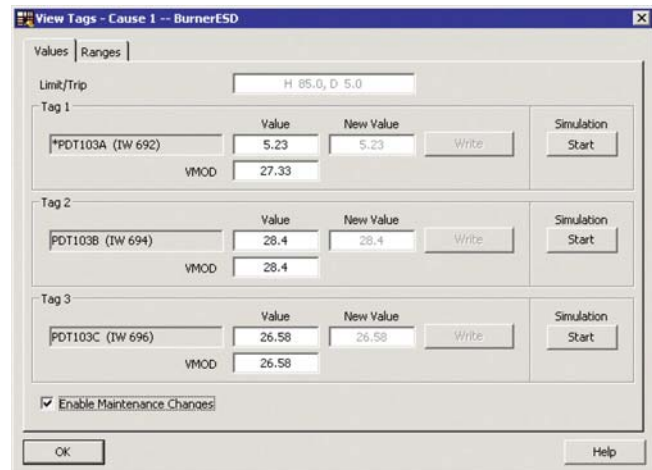 View Tags - Cause 1 -- BurnerESD
Values Ranges
Limit/Trip H 85.0, D 5.0
Tag 1
Value New Value Simulation
*PDT103A (IW 692) 5.23 5.23 Write Start
VMOD 27.33
Tag 2
Value New Value Simulation
PDT103B (IW 694) 28.4 28.4 Write Start
VMOD 28.4
Tag 3
Value New Value Simulation
PDT103C (IW 696) 26.58 26.58 Write Start
VMOD 26.58
Enable Maintenance Changes
OK Help